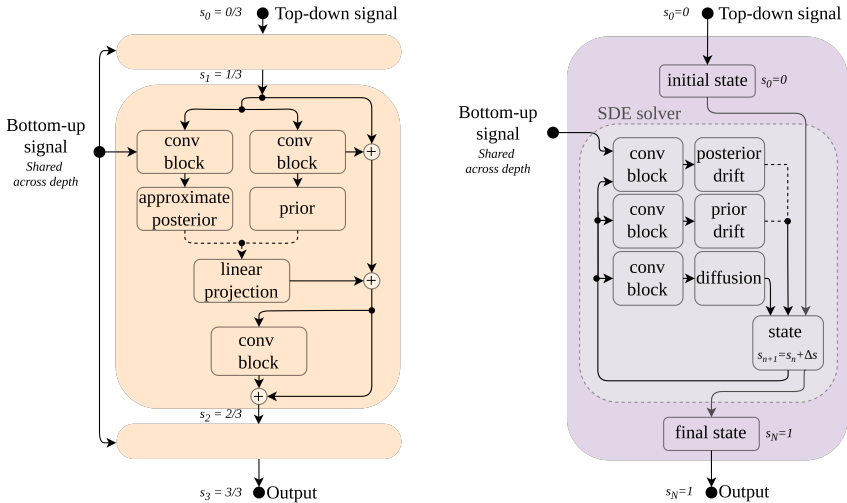 s0 = 0/3
Top-down signal
s1 = 1/3
Bottom-up
signal
Shared
across depth
conv
block
conv
block
+
approximate
posterior
prior
linear
projection
+
conv
block
+
s2 = 2/3
s3 = 3/3
Output
s0=0
Top-down signal
initial state
s0=0
SDE solver
Bottom-up
signal
Shared
across depth
conv
block
posterior
drift
conv
block
prior
drift
conv
block
diffusion
state
sn+1=sn+Δs
final state
sN=1
sN=1
Output